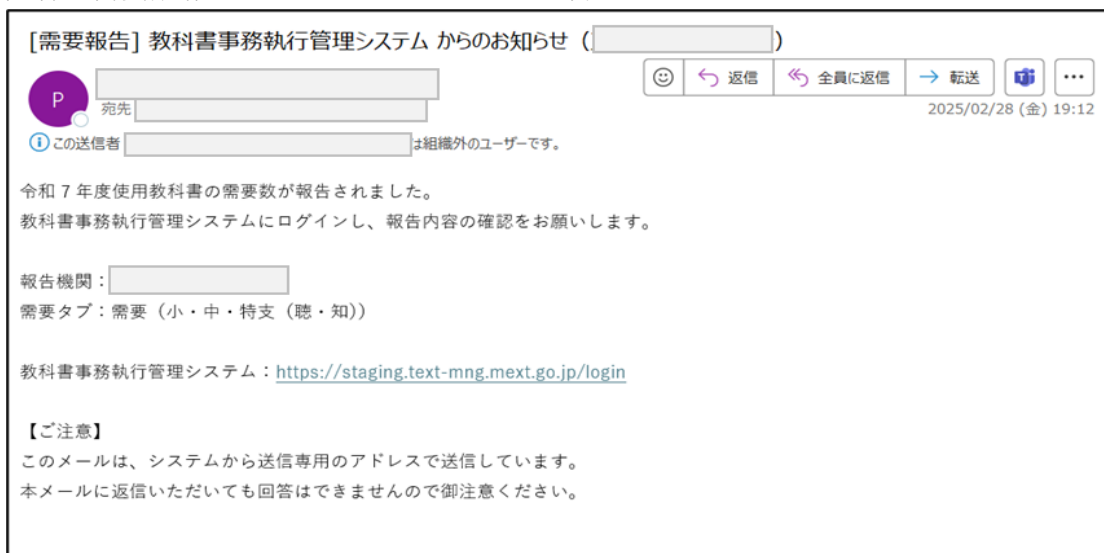 [需要報告] 教科書事務執行管理システム からのお知らせ（ ）
返信 全員に返信 転送
P
宛先
2025/02/28 (金) 19:12
この送信者 は組織外のユーザーです。
令和７年度使用教科書の需要数が報告されました。
教科書事務執行管理システムにログインし、報告内容の確認をお願いします。
報告機関：
需要タブ：需要（小・中・特支（聴・知））
教科書事務執行管理システム：https://staging.text-mng.mext.go.jp/login
【ご注意】
このメールは、システムから送信専用のアドレスで送信しています。
本メールに返信いただいても回答はできませんので御注意ください。